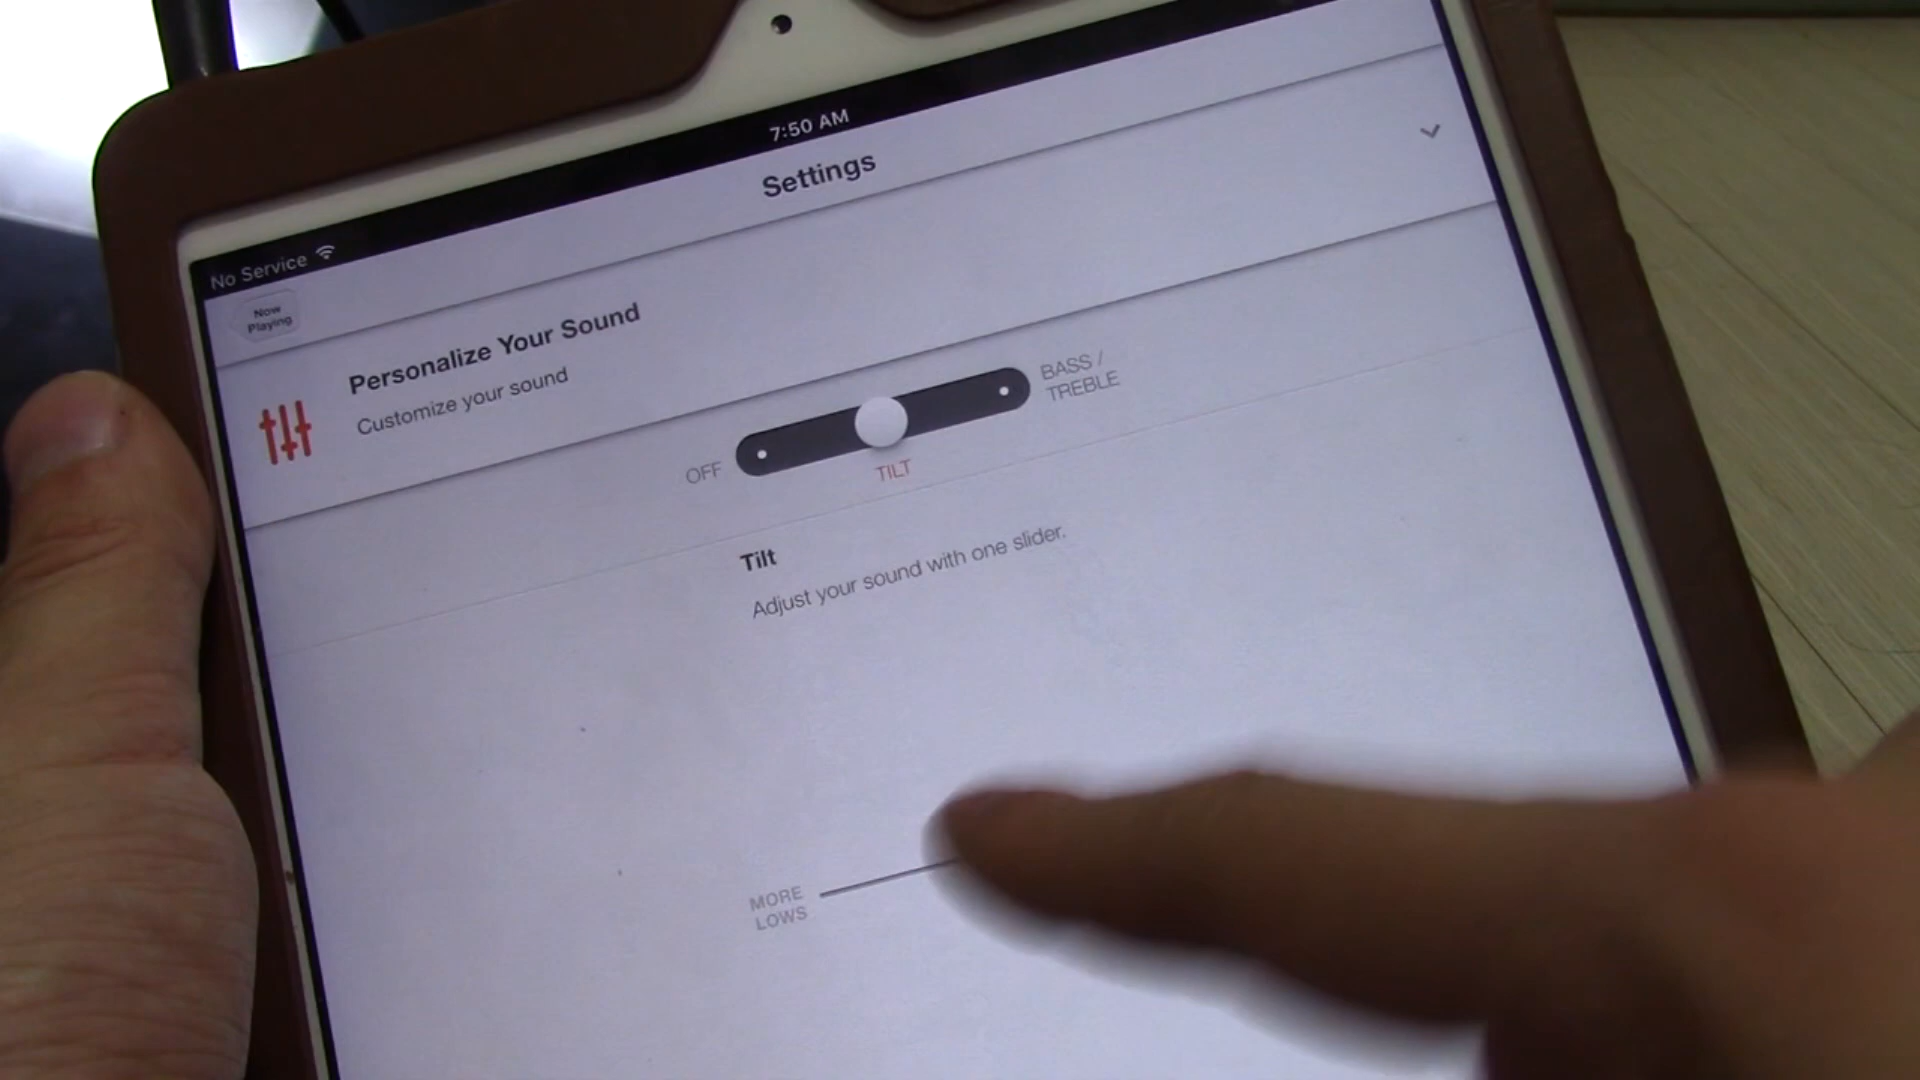 7:50 AM
No Service
Settings
Now
Playing
Personalize Your Sound
Customize your sound
OFF
TILT
BASS /
TREBLE
Tilt
Adjust your sound with one slider.
MORE
LOWS